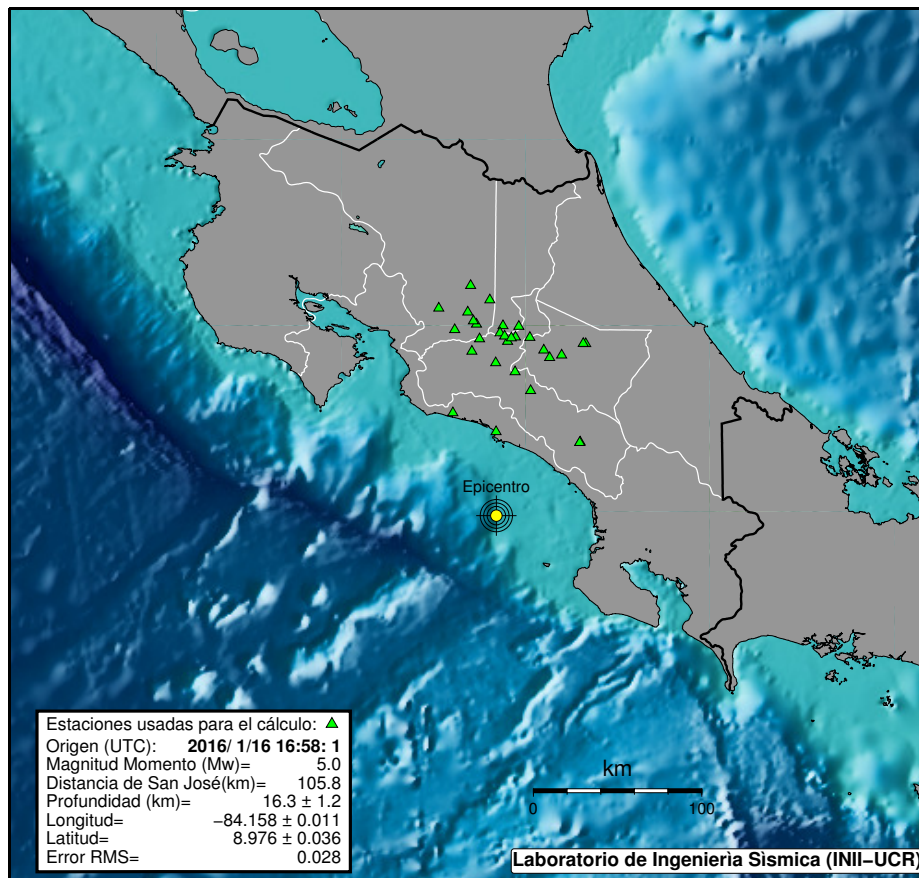 Epicentro
Estaciones usadas para el cálculo:
Origen (UTC): 2016/ 1/16 16:58: 1
Magnitud Momento (Mw)= 5.0
Distancia de San José(km)= 105.8
Profundidad (km)= 16.3 ± 1.2
Longitud= −84.158 ± 0.011
Latitud= 8.976 ± 0.036
Error RMS= 0.028
km
0 100
Laboratorio de Ingenierìa Sìsmica (INII−UCR)